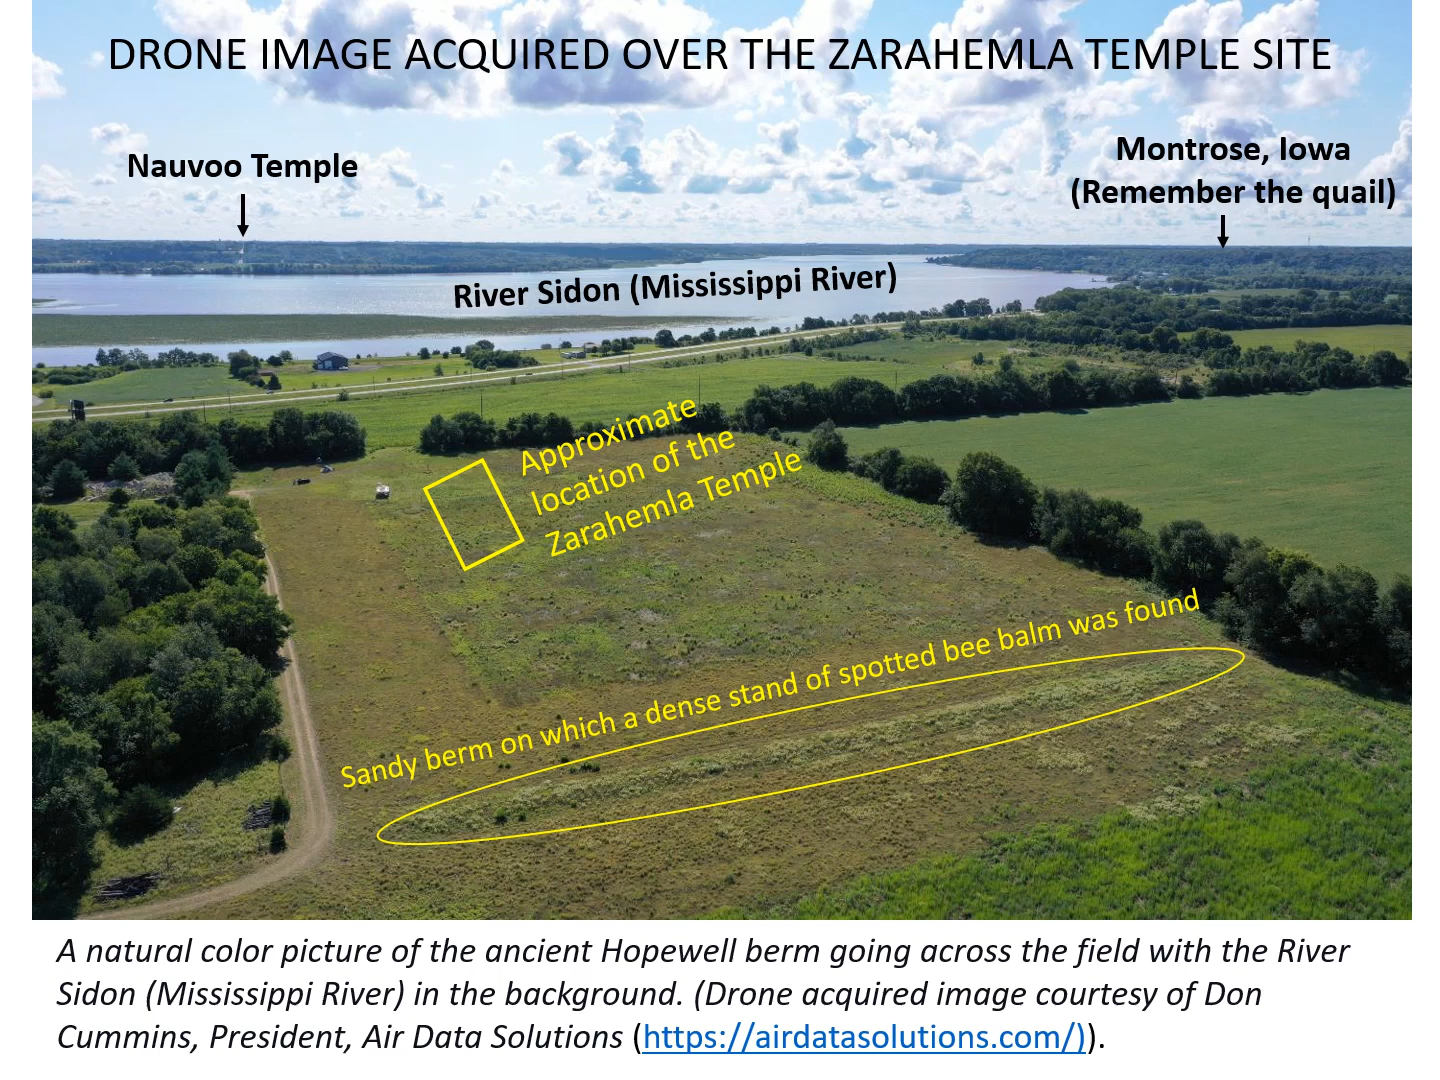 DRONE IMAGE ACQUIRED OVER THE ZARAHEMLA TEMPLE SITE
Nauvoo Temple
Montrose, Iowa
(Remember the quail)
River Sidon (Mississippi River)
Approximate
location of the
Zarahemla Temple
Sandy berm on which a dense stand of spotted bee balm was found
A natural color picture of the ancient Hopewell berm going across the field with the River
Sidon (Mississippi River) in the background. (Drone acquired image courtesy of Don
Cummins, President, Air Data Solutions (https://airdatasolutions.com/)).